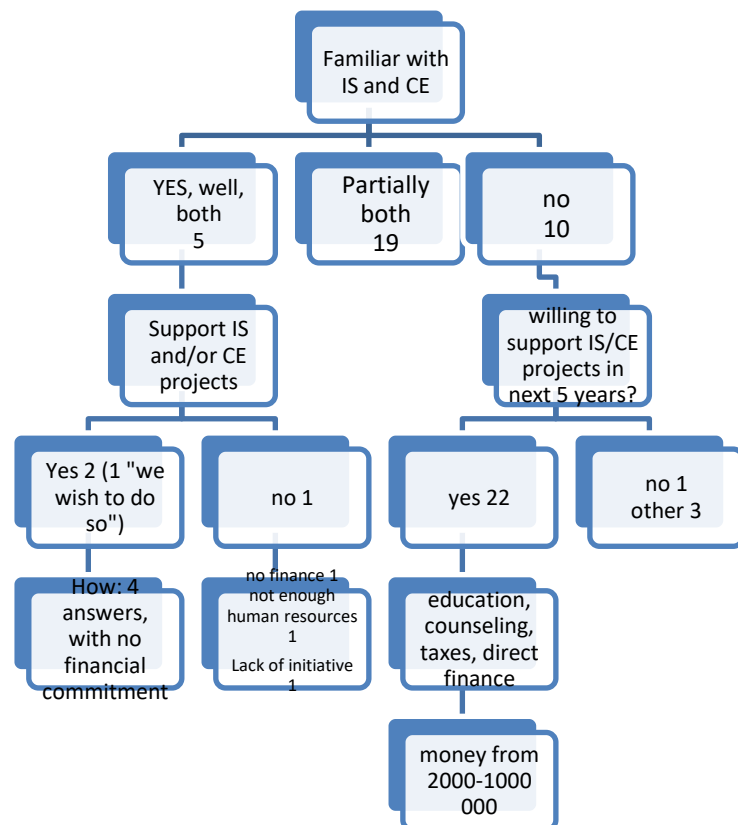 Familiar with
IS and CE
YES, well,
both
5
Partially
both
19
no
10
Support IS
and/or CE
projects
willing to
support IS/CE
projects in
next 5 years?
Yes 2 (1 "we
wish to do
so")
no 1
yes 22
no 1
other 3
How: 4
answers,
with no
financial
commitment
no finance 1
not enough
human resources
1
Lack of initiative
1
education,
counseling,
taxes, direct
finance
money from
2000-1000
000